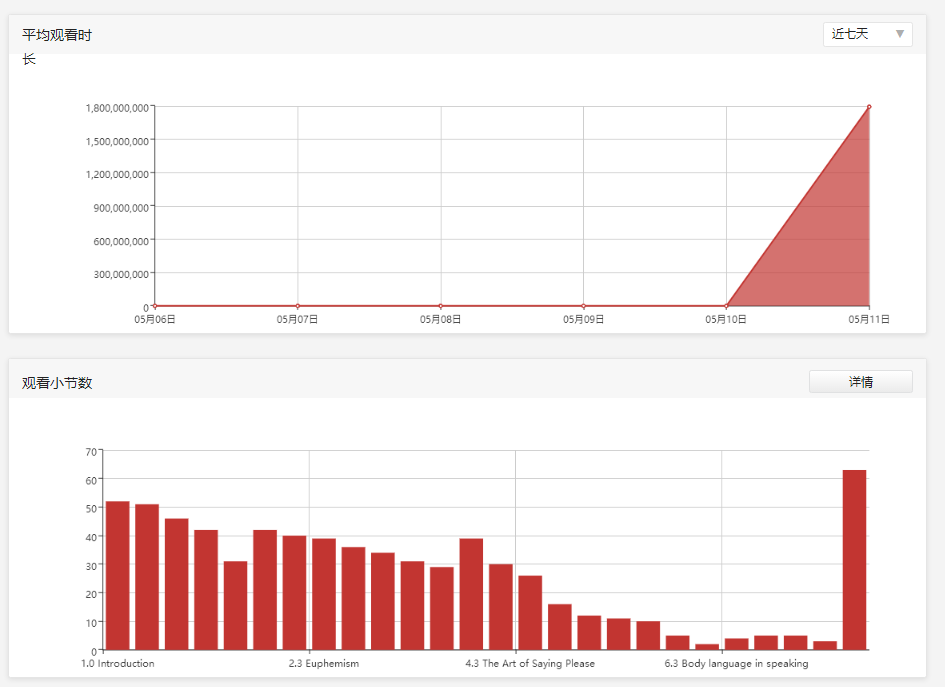 平均观看时
长
近七天
1,800,000,000
1,500,000,000
1,200,000,000
900,000,000
600,000,000
300,000,000
0
05月06日 05月07日 05月08日 05月09日 05月10日 05月11日
观看小节数
详情
70
60
50
40
30
20
10
0
1.0 Introduction 2.3 Euphemism 4.3 The Art of Saying Please 6.3 Body language in speaking